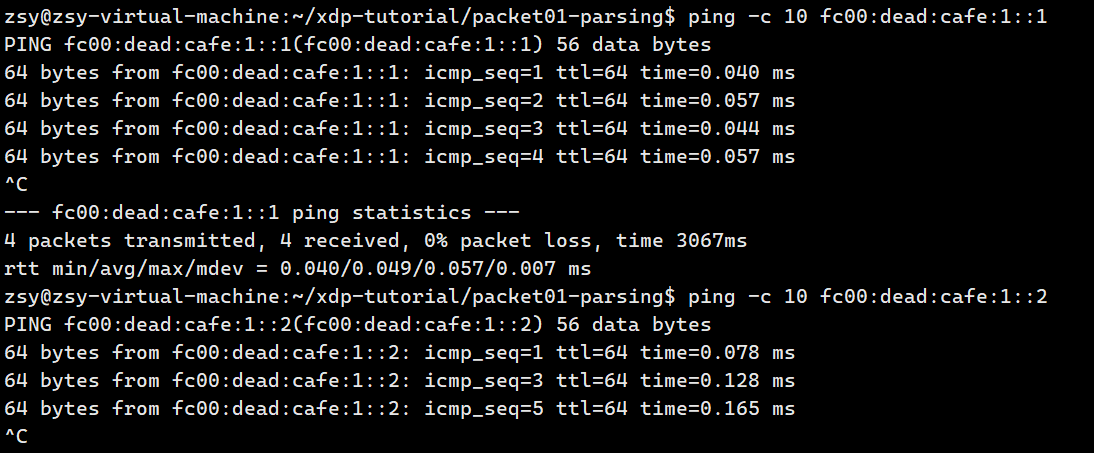 zsy@zsy-virtual-machine:~/xdp-tutorial/packet01-parsing$ ping -c 10 fc00:dead:cafe:1::1
PING fc00:dead:cafe:1::1(fc00:dead:cafe:1::1) 56 data bytes
64 bytes from fc00:dead:cafe:1::1: icmp_seq=1 ttl=64 time=0.040 ms
64 bytes from fc00:dead:cafe:1::1: icmp_seq=2 ttl=64 time=0.057 ms
64 bytes from fc00:dead:cafe:1::1: icmp_seq=3 ttl=64 time=0.044 ms
64 bytes from fc00:dead:cafe:1::1: icmp_seq=4 ttl=64 time=0.057 ms
^C
--- fc00:dead:cafe:1::1 ping statistics ---
4 packets transmitted, 4 received, 0% packet loss, time 3067ms
rtt min/avg/max/mdev = 0.040/0.049/0.057/0.007 ms
zsy@zsy-virtual-machine:~/xdp-tutorial/packet01-parsing$ ping -c 10 fc00:dead:cafe:1::2
PING fc00:dead:cafe:1::2(fc00:dead:cafe:1::2) 56 data bytes
64 bytes from fc00:dead:cafe:1::2: icmp_seq=1 ttl=64 time=0.078 ms
64 bytes from fc00:dead:cafe:1::2: icmp_seq=3 ttl=64 time=0.128 ms
64 bytes from fc00:dead:cafe:1::2: icmp_seq=5 ttl=64 time=0.165 ms
^C